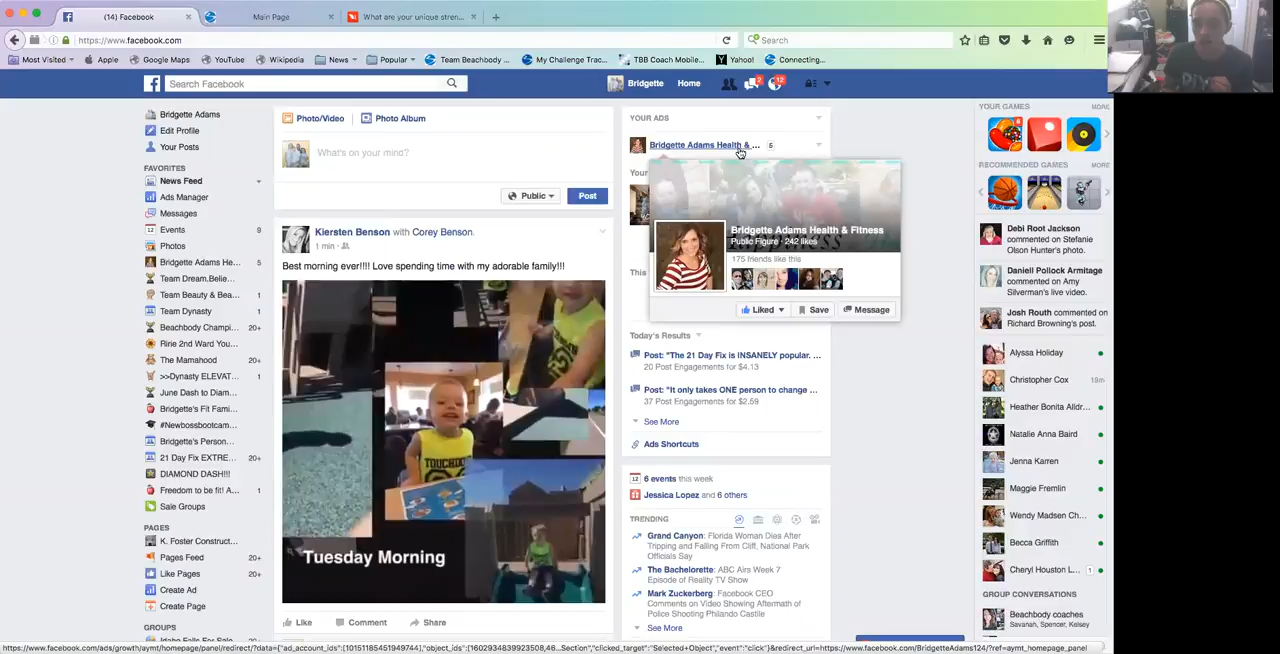 (14) Facebook
Main Page
What are your unique stren...
https://www.facebook.com
Search
Most Visited
Apple
Google Maps
YouTube
Wikipedia
News
Popular
Team Beachbody ...
My Challenge Trac...
TBB Coach Mobile...
Yahoo!
Connecting...
Search Facebook
Bridgette
Home
2
12
Bridgette Adams
Edit Profile
Your Posts
FAVORITES
News Feed
Ads Manager
Messages
Events 9
Photos
Bridgette Adams He... 5
Team Dream.Believe...
Team Beauty & Bea... 1
Team Dynasty 1
Beachbody Champi... 20+
Ririe 2nd Ward You...
The Mamahood 20+
>>Dynasty ELEVAT... 1
June Dash to Diam...
Bridgette's Fit Fami...
#Newbossbootcam...
Bridgette's Person...
21 Day Fix EXTRE... 20+
DIAMOND DASH!!!
Freedom to be fit! A... 1
Sale Groups
PAGES
K. Foster Construct...
Pages Feed 20+
Like Pages 20+
Create Ad
Create Page
GROUPS
Idaho Falls For Sale 20+
Photo/Video
Photo Album
What's on your mind?
Public
Post
Kiersten Benson with Corey Benson.
1 min
Best morning ever!!!! Love spending time with my adorable family!!!
Tuesday Morning
Like
Comment
Share
YOUR ADS
Bridgette Adams Health & ... 5
Your
This
Bridgette Adams Health & Fitness
Public Figure · 242 likes
175 friends like this
Liked
Save
Message
Today's Results
Post: "The 21 Day Fix is INSANELY popular. ...
20 Post Engagements for $4.13
Post: "It only takes ONE person to change ...
37 Post Engagements for $2.59
See More
Ads Shortcuts
12
6 events this week
Jessica Lopez and 6 others
TRENDING
Grand Canyon: Florida Woman Dies After
Tripping and Falling From Cliff, National Park
Officials Say
The Bachelorette: ABC Airs Week 7
Episode of Reality TV Show
Mark Zuckerberg: Facebook CEO
Comments on Video Showing Aftermath of
Police Shooting Philando Castile
See More
YOUR GAMES
MORE
RECOMMENDED GAMES
MORE
Debi Root Jackson
commented on Stefanie
Olson Hunter's photo.
Daniell Pollock Armitage
commented on Amy
Silverman's live video.
Josh Routh commented on
Richard Browning's post.
Alyssa Holiday
Christopher Cox 19m
Heather Bonita Alldr...
Natalie Anna Baird
Jenna Karren
Maggie Fremlin
Wendy Madsen Ch...
Becca Griffith
Cheryl Houston L... 1
GROUP CONVERSATIONS
Beachbody coaches
Savanah, Spencer, Kelsey